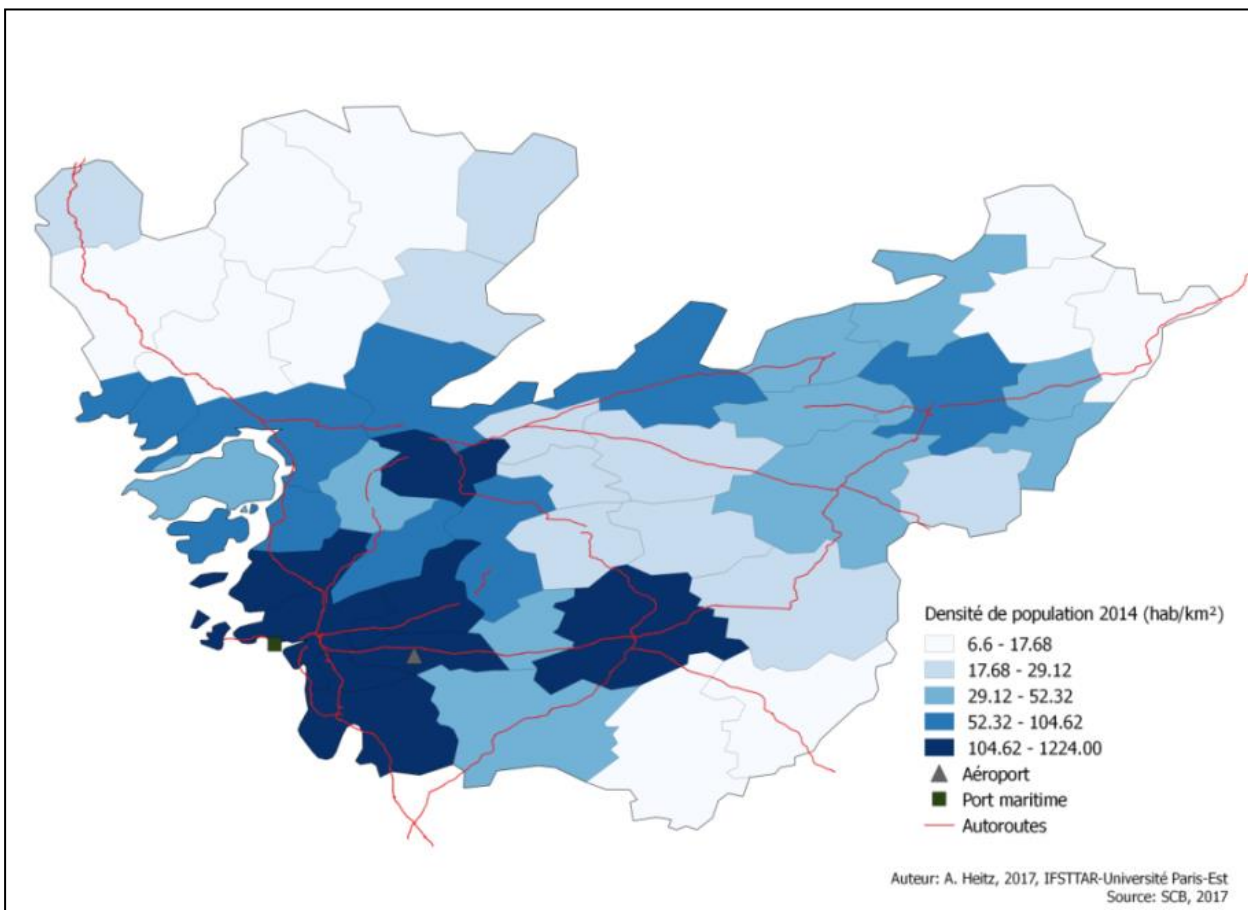 Densité de population 2014 (hab/km²)
6.6 - 17.68
17.68 - 29.12
29.12 - 52.32
52.32 - 104.62
104.62 - 1224.00
Aéroport
Port maritime
Autoroutes
Auteur: A. Heitz, 2017, IFSTTAR-Université Paris-Est
Source: SCB, 2017